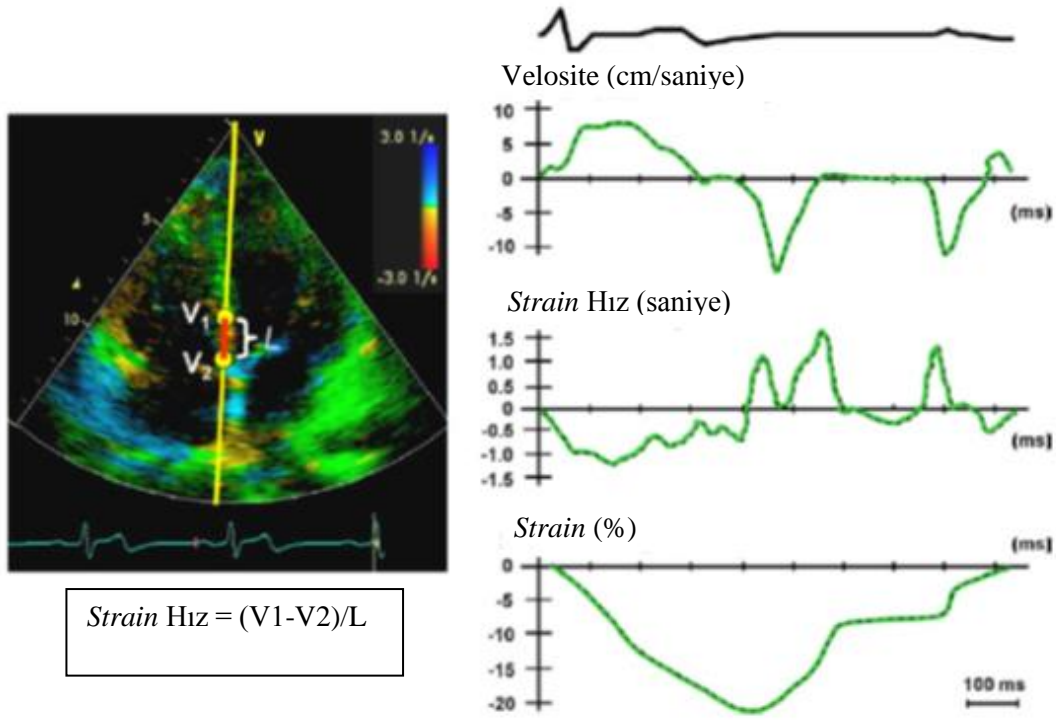 Velosite (cm/saniye)
10
5
0
-5
-10
(ms)
3.0 1/s
-3.0 1/s
V
5
10
V1
V2
L
Strain Hız (saniye)
1.5
1.0
0.5
0
-0.5
-1.0
-1.5
(ms)
Strain (%)
(ms)
0
-5
-10
-15
-20
100 ms
Strain Hız = (V1-V2)/L